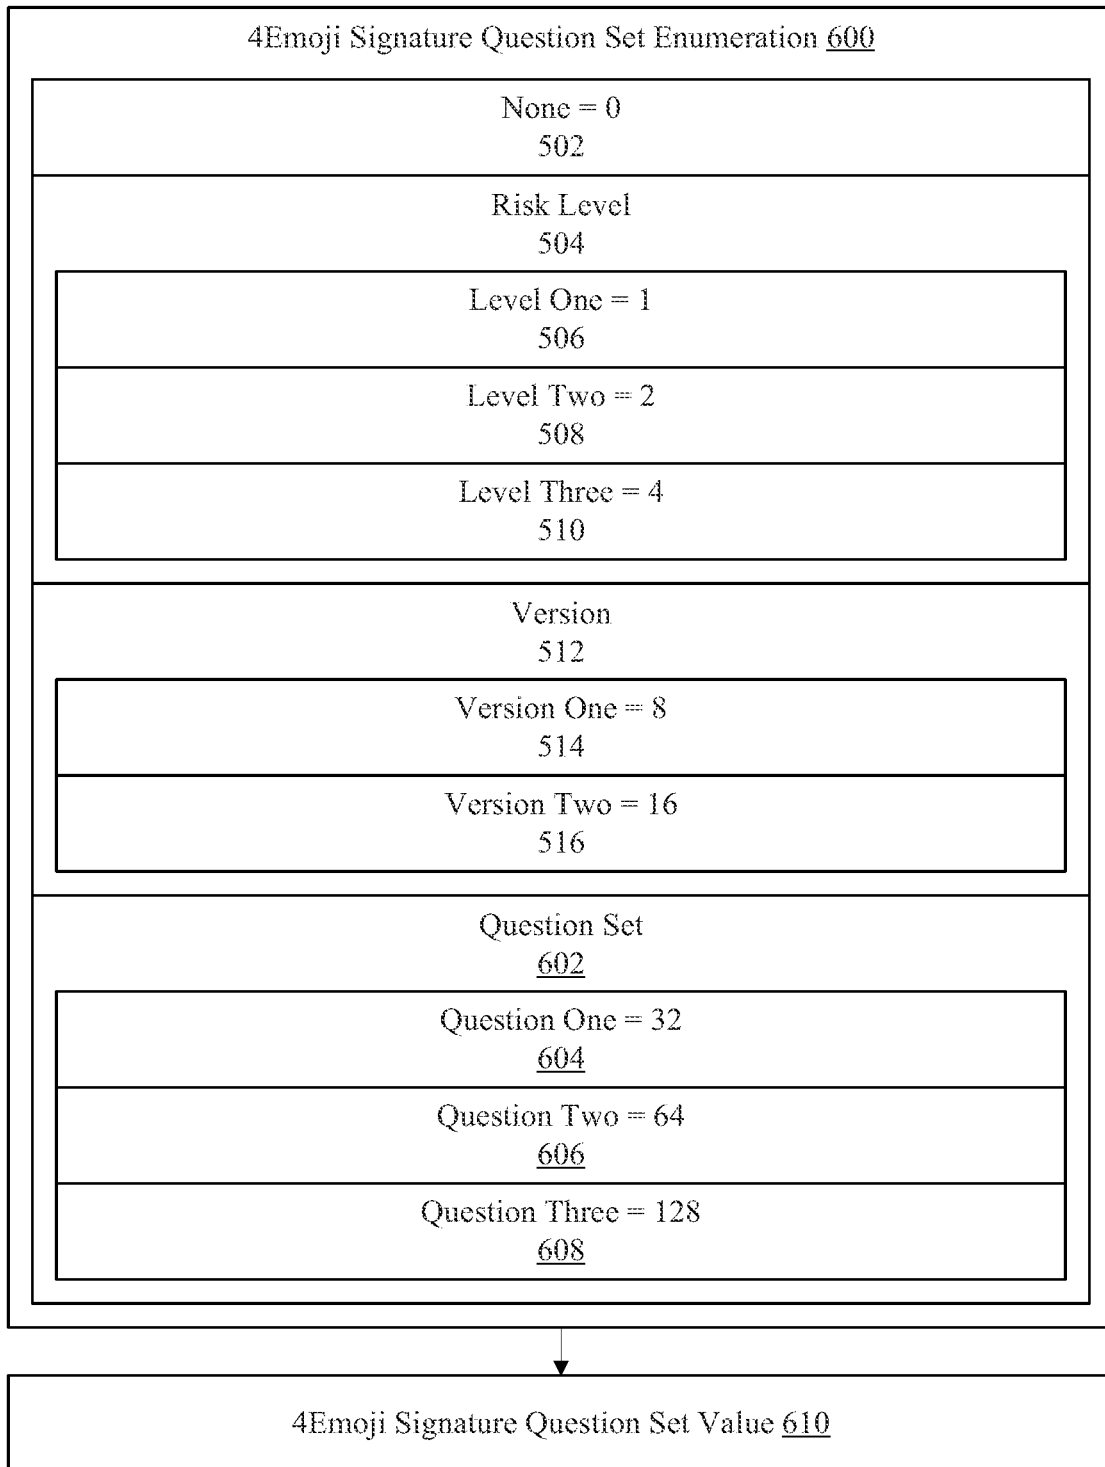 4Emoji Signature Question Set Enumeration 600
None = 0
502
Risk Level
504
Level One = 1
506
Level Two = 2
508
Level Three = 4
510
Version
512
Version One = 8
514
Version Two = 16
516
Question Set
602
Question One = 32
604
Question Two = 64
606
Question Three = 128
608
4Emoji Signature Question Set Value 610